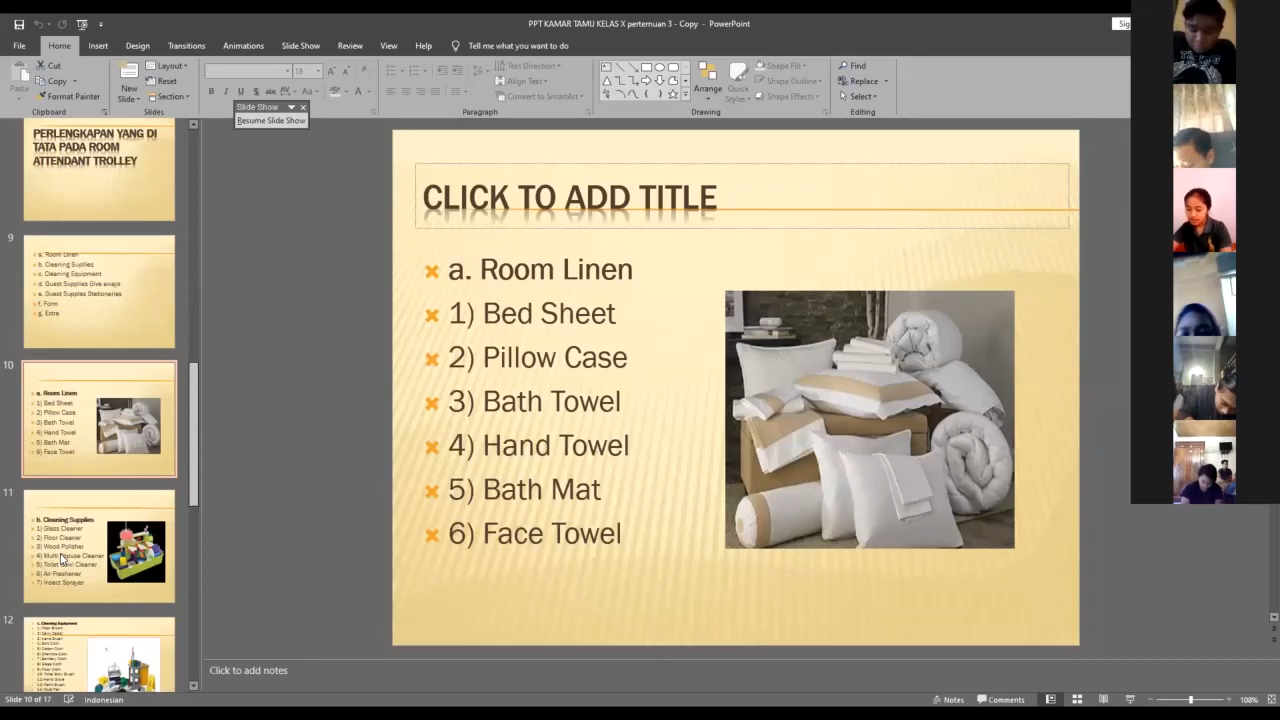 PPT KAMAR TAMU KELAS X pertemuan 3 - Copy - PowerPoint
File Home Insert Design Transitions Animations Slide Show Review View Help Tell me what you want to do
Cut
Copy
Format Painter
Paste
Clipboard
New
Slide
Layout
Reset
Section
Slides
18
Slide Show
Resume Slide Show
Text Direction
Align Text
Convert to SmartArt
Paragraph
Arrange
Quick
Styles
Shape Fill
Shape Outline
Shape Effects
Drawing
Find
Replace
Select
Editing
PERLENGKAPAN YANG DI
TATA PADA ROOM
ATTENDANT TROLLEY
9
a. Room Linen
b. Cleaning Supllies
c. Cleaning Equipment
d. Guest Supplies Give aways
e. Guest Supplies Stationeries
f. Form
g. Extra
10
a. Room Linen
1) Bed Sheet
2) Pillow Case
3) Bath Towel
4) Hand Towel
5) Bath Mat
6) Face Towel
11
b. Cleaning Supplies
1) Glass Cleaner
2) Floor Cleaner
3) Wood Polisher
5) Toilet Bowl Cleaner
6) Air Freshener
7) Insect Sprayer
12
c. Cleaning Equipment
CLICK TO ADD TITLE
a. Room Linen
1) Bed Sheet
2) Pillow Case
3) Bath Towel
4) Hand Towel
5) Bath Mat
6) Face Towel
Click to add notes
Slide 10 of 17 Indonesian Notes Comments 108%